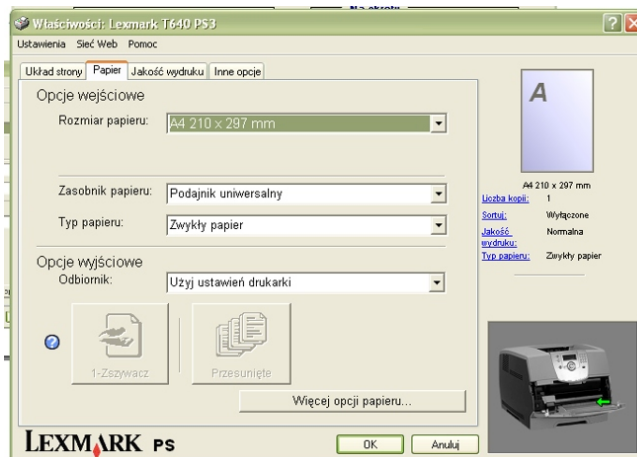 Na okrętu
Właściwości: Lexmark T640 PS3
Ustawienia Sieć Web Pomoc
Układ strony Papier Jakość wydruku Inne opcje
Opcje wejściowe
Rozmiar papieru: A4 210 x 297 mm
Zasobnik papieru: Podajnik uniwersalny
Typ papieru: Zwykły papier
Opcje wyjściowe
Odbiornik: Użyj ustawień drukarki
1-Zszywacz Przesunięte
Więcej opcji papieru...
LEXMARK PS
OK Anuluj
A
A4 210 x 297 mm
Liczba kopii: 1
Sortuj: Wyłączone
Jakość wydruku: Normalna
Typ papieru: Zwykły papier